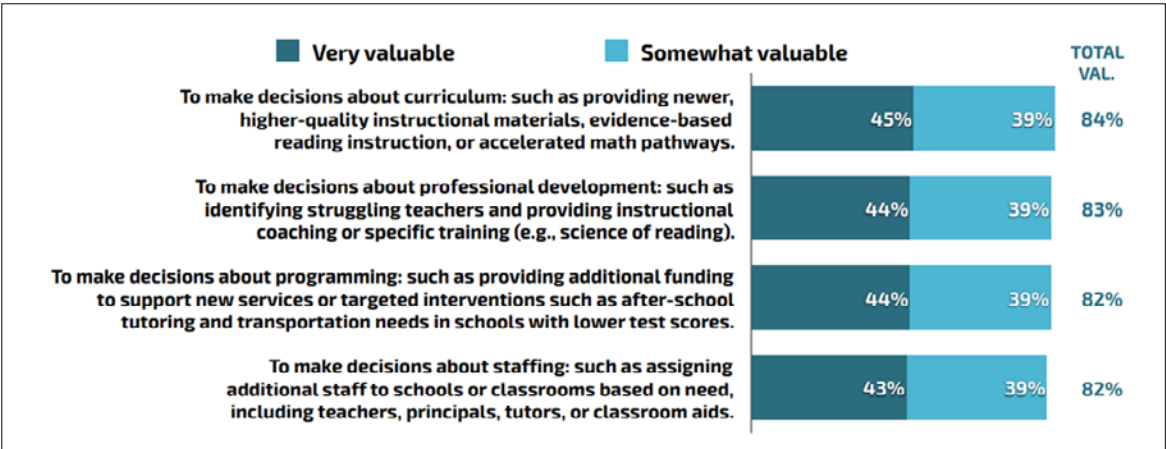 Very valuable
Somewhat valuable
TOTAL
VAL.
To make decisions about curriculum: such as providing newer,
higher-quality instructional materials, evidence-based
reading instruction, or accelerated math pathways.
45%
39%
84%
To make decisions about professional development: such as
identifying struggling teachers and providing instructional
coaching or specific training (e.g., science of reading).
44%
39%
83%
To make decisions about programming: such as providing additional funding
to support new services or targeted interventions such as after-school
tutoring and transportation needs in schools with lower test scores.
44%
39%
82%
To make decisions about staffing: such as assigning
additional staff to schools or classrooms based on need,
including teachers, principals, tutors, or classroom aids.
43%
39%
82%